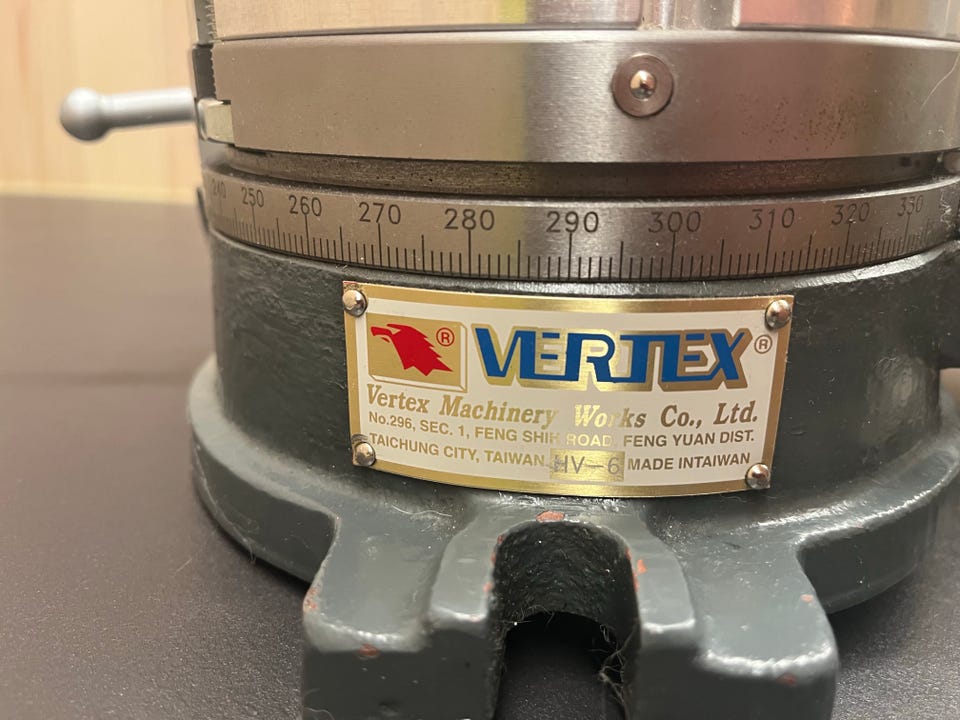 240 250 260 270 280 290 300 310 320 330
®
VERTEX®
Vertex Machinery Works Co., Ltd.
No.296, SEC. 1, FENG SHIH ROAD, FENG YUAN DIST.
TAICHUNG CITY, TAIWAN HV-6 MADE INTAIWAN